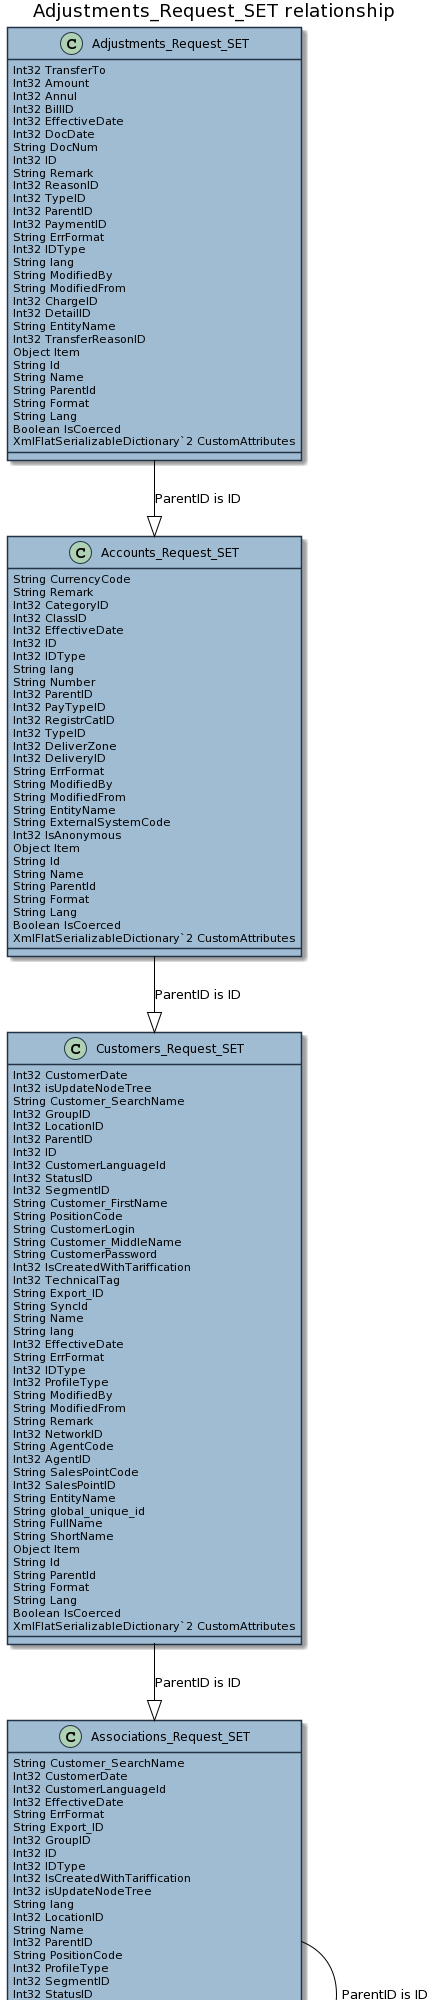 Adjustments_Request_SET relationship
C Adjustments_Request_SET
Int32 TransferTo
Int32 Amount
Int32 Annul
Int32 BillID
Int32 EffectiveDate
Int32 DocDate
String DocNum
Int32 ID
String Remark
Int32 ReasonID
Int32 TypeID
Int32 ParentID
Int32 PaymentID
String ErrFormat
Int32 IDType
String lang
String ModifiedBy
String ModifiedFrom
Int32 ChargeID
Int32 DetailID
String EntityName
Int32 TransferReasonID
Object Item
String Id
String Name
String ParentId
String Format
String Lang
Boolean IsCoerced
XmlFlatSerializableDictionary`2 CustomAttributes
ParentID is ID
C Accounts_Request_SET
String CurrencyCode
String Remark
Int32 CategoryID
Int32 ClassID
Int32 EffectiveDate
Int32 ID
Int32 IDType
String lang
String Number
Int32 ParentID
Int32 PayTypeID
Int32 RegistrCatID
Int32 TypeID
Int32 DeliverZone
Int32 DeliveryID
String ErrFormat
String ModifiedBy
String ModifiedFrom
String EntityName
String ExternalSystemCode
Int32 IsAnonymous
Object Item
String Id
String Name
String ParentId
String Format
String Lang
Boolean IsCoerced
XmlFlatSerializableDictionary`2 CustomAttributes
ParentID is ID
C Customers_Request_SET
Int32 CustomerDate
Int32 isUpdateNodeTree
String Customer_SearchName
Int32 GroupID
Int32 LocationID
Int32 ParentID
Int32 ID
Int32 CustomerLanguageId
Int32 StatusID
Int32 SegmentID
String Customer_FirstName
String PositionCode
String CustomerLogin
String Customer_MiddleName
String CustomerPassword
Int32 IsCreatedWithTariffication
Int32 TechnicalTag
String Export_ID
String SyncId
String Name
String lang
Int32 EffectiveDate
String ErrFormat
Int32 IDType
Int32 ProfileType
String ModifiedBy
String ModifiedFrom
String Remark
Int32 NetworkID
String AgentCode
Int32 AgentID
String SalesPointCode
Int32 SalesPointID
String EntityName
String global_unique_id
String FullName
String ShortName
Object Item
String Id
String ParentId
String Format
String Lang
Boolean IsCoerced
XmlFlatSerializableDictionary`2 CustomAttributes
ParentID is ID
C Associations_Request_SET
String Customer_SearchName
Int32 CustomerDate
Int32 CustomerLanguageId
Int32 EffectiveDate
String ErrFormat
String Export_ID
Int32 GroupID
Int32 ID
Int32 IDType
Int32 IsCreatedWithTariffication
Int32 isUpdateNodeTree
String lang
Int32 LocationID
String Name
Int32 ParentID
String PositionCode
Int32 ProfileType
Int32 SegmentID
Int32 StatusID
ParentID is ID